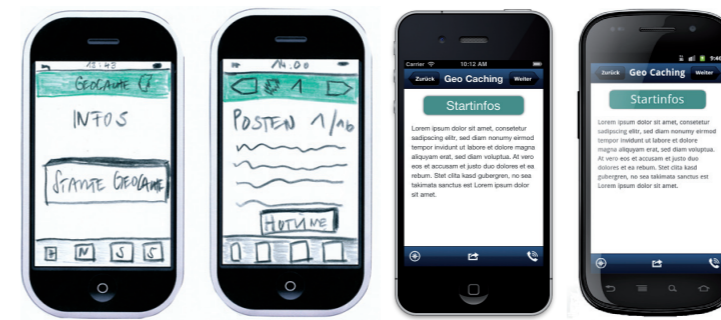 12:43
GEOCACHE
INFOS
STARTE GEOCACHE
H N S S
14.00
1
POSTEN 1/16
HOTLINE
Carrier 10:12 AM
Zurück Geo Caching Weiter
Startinfos
Lorem ipsum dolor sit amet, consetetur
sadipscing elitr, sed diam nonumy eirmod
tempor invidunt ut labore et dolore
magna aliquyam erat, sed diam voluptua.
At vero eos et accusam et justo duo
dolores et ea rebum. Stet clita kasd
gubergren, no sea takimata sanctus est
Lorem ipsum dolor sit amet.
9:46
Zurück Geo Caching Weiter
Startinfos
Lorem ipsum dolor sit amet, consetetur
sadipscing elitr, sed diam nonumy eirmod
tempor invidunt ut labore et dolore
magna aliquyam erat, sed diam voluptua.
At vero eos et accusam et justo duo
dolores et ea rebum. Stet clita kasd
gubergren, no sea takimata sanctus est
Lorem ipsum dolor sit amet.